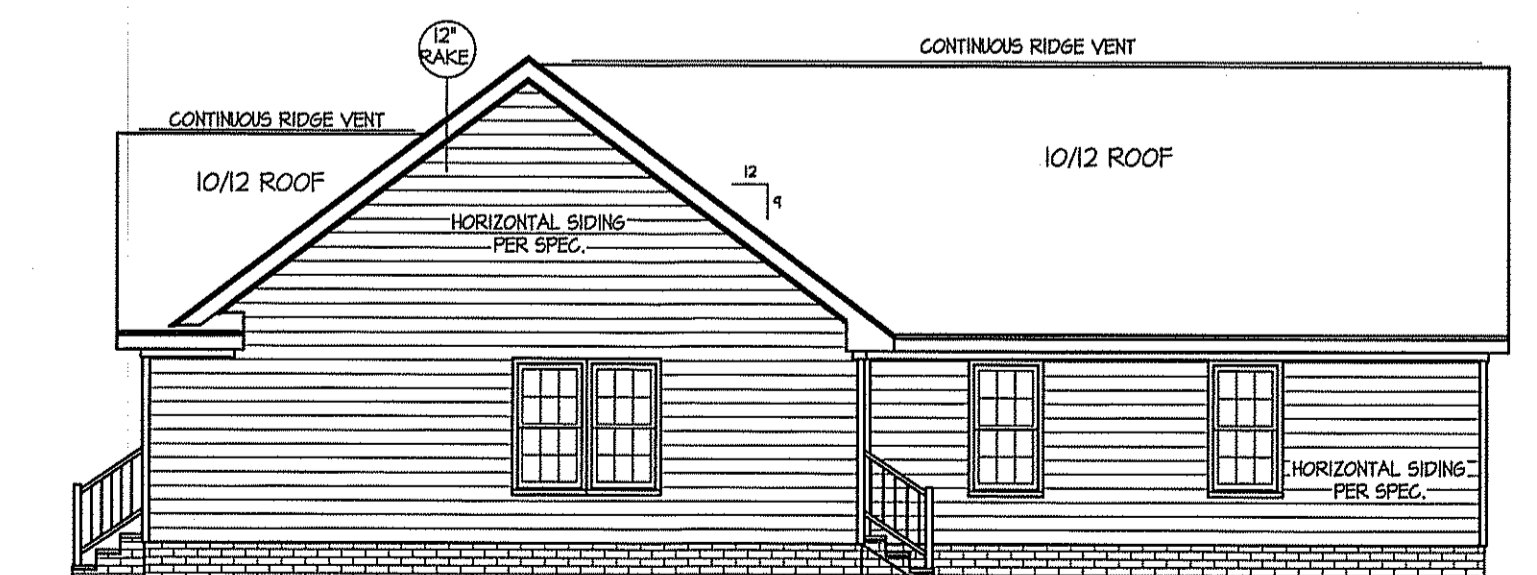 12"
RAKE
CONTINUOUS RIDGE VENT
CONTINUOUS RIDGE VENT
10/12 ROOF
10/12 ROOF
12
9
HORIZONTAL SIDING
PER SPEC.
HORIZONTAL SIDING
PER SPEC.